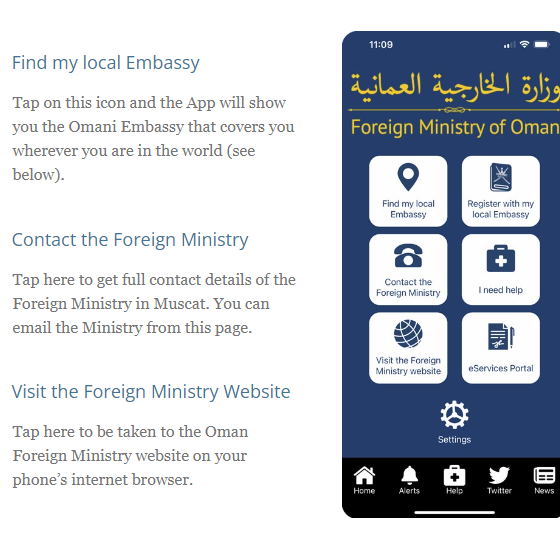 Find my local Embassy
Tap on this icon and the App will show
you the Omani Embassy that covers you
wherever you are in the world (see
below).
Contact the Foreign Ministry
Tap here to get full contact details of the
Foreign Ministry in Muscat. You can
email the Ministry from this page.
Visit the Foreign Ministry Website
Tap here to be taken to the Oman
Foreign Ministry website on your
phone’s internet browser.
11:09
وزارة الخارجية العمانية
Foreign Ministry of Oman
Find my local
Embassy
Register with my
local Embassy
Contact the
Foreign Ministry
I need help
Visit the Foreign
Ministry website
eServices Portal
Settings
Home
Alerts
Help
Twitter
News